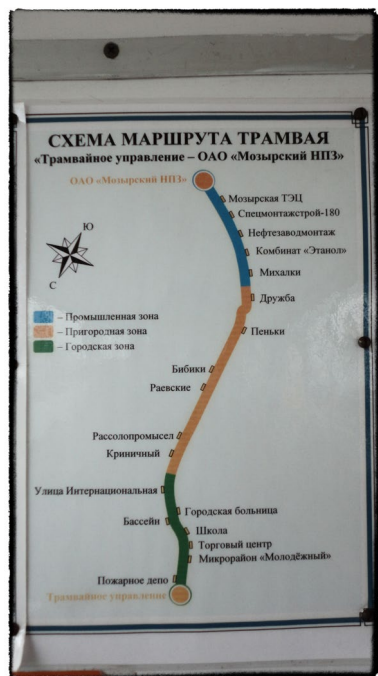 СХЕМА МАРШРУТА ТРАМВАЯ
«Трамвайное управление – ОАО «Мозырский НПЗ»
ОАО «Мозырский НПЗ»
Мозырская ТЭЦ
Спецмонтажстрой-180
Нефтезаводмонтаж
Комбинат «Этанол»
Михалки
Дружба
Пеньки
Ю
С
– Промышленная зона
– Пригородная зона
– Городская зона
Бибики
Раевские
Рассолопромысел
Криничный
Улица Интернациональная
Городская больница
Бассейн
Школа
Торговый центр
Микрорайон «Молодёжный»
Пожарное депо
Трамвайное управление